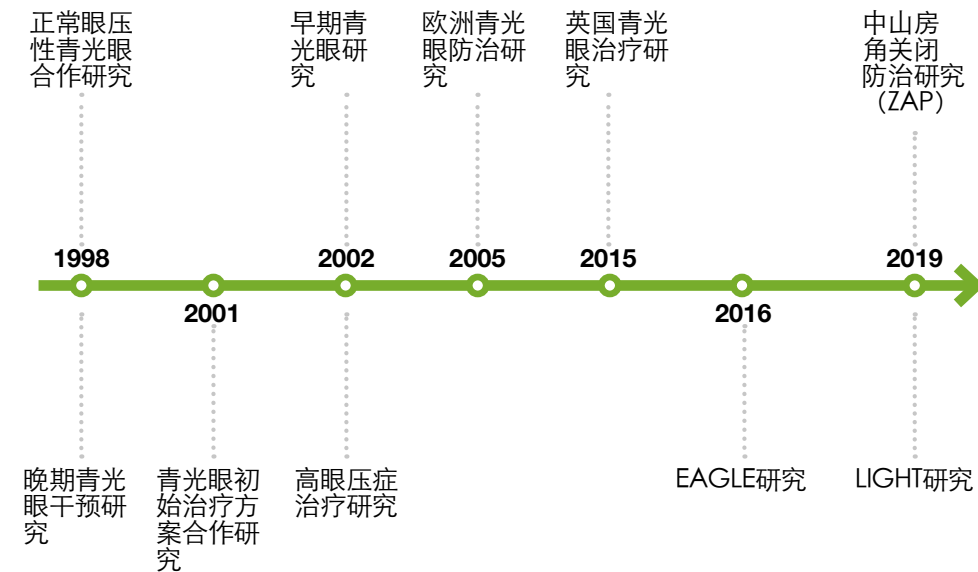 正常眼压
性青光眼
合作研究
早期青
光眼研
究
欧洲青光
眼防治研
究
英国青光
眼治疗研
究
中山房
角关闭
防治研究
（ZAP）
1998
2002
2005
2015
2019
2001
2016
晚期青光
眼干预研
究
青光眼初
始治疗方
案合作研
究
高眼压症
治疗研究
EAGLE研究
LIGHT研究